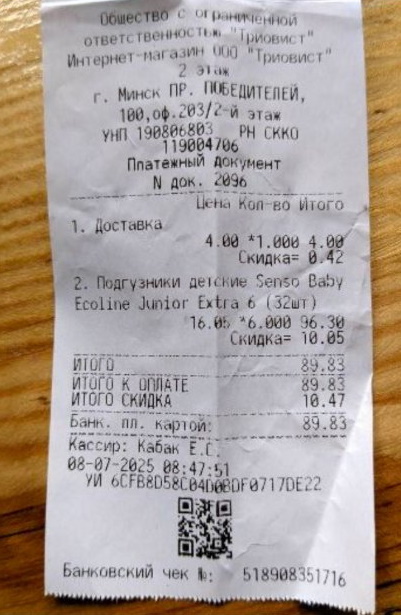 Общество с ограниченной
ответственностью "Триовист"
Интернет-магазин ООО "Триовист"
2 этаж
г. Минск ПР. ПОБЕДИТЕЛЕЙ,
100,оф.203/2-й этаж
УНП 190806803 РН СККО
119004706
Платежный документ
N док. 2096
Цена Кол-во Итого
1. Доставка
4.00 *1.000 4.00
Скидка= 0.42
2. Подгузники детские Senso Baby
Ecoline Junior Extra 6 (32шт)
16.05 *6.000 96.30
Скидка= 10.05
ИТОГО 89.83
ИТОГО К ОПЛАТЕ 89.83
ИТОГО СКИДКА 10.47
Банк. пл. картой: 89.83
Кассир: Кабак Е.С.
08-07-2025 08:47:51
УИ 6CFB8D58C04D0BDF0717DE22
Банковский чек №: 518908351716